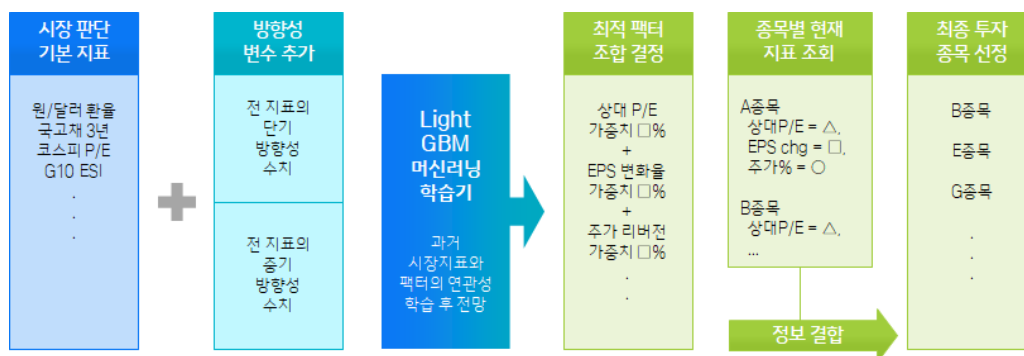 시장 판단
기본 지표
원/달러 환율
국고채 3년
코스피 P/E
G10 ESI
.
.
.
방향성
변수 추가
전 지표의
단기
방향성
수치
전 지표의
중기
방향성
수치
Light
GBM
머신러닝
학습기
과거
시장지표와
팩터의 연관성
학습 후 전망
최적 팩터
조합 결정
상대 P/E
가중치 □%
+
EPS 변화율
가중치 □%
+
주가 리버전
가중치 □%
.
.
종목별 현재
지표 조회
A종목
상대P/E = △,
EPS chg = □,
주가% = ○
B종목
상대P/E = △,
...
정보 결합
최종 투자
종목 선정
B종목
E종목
G종목
.
.
.